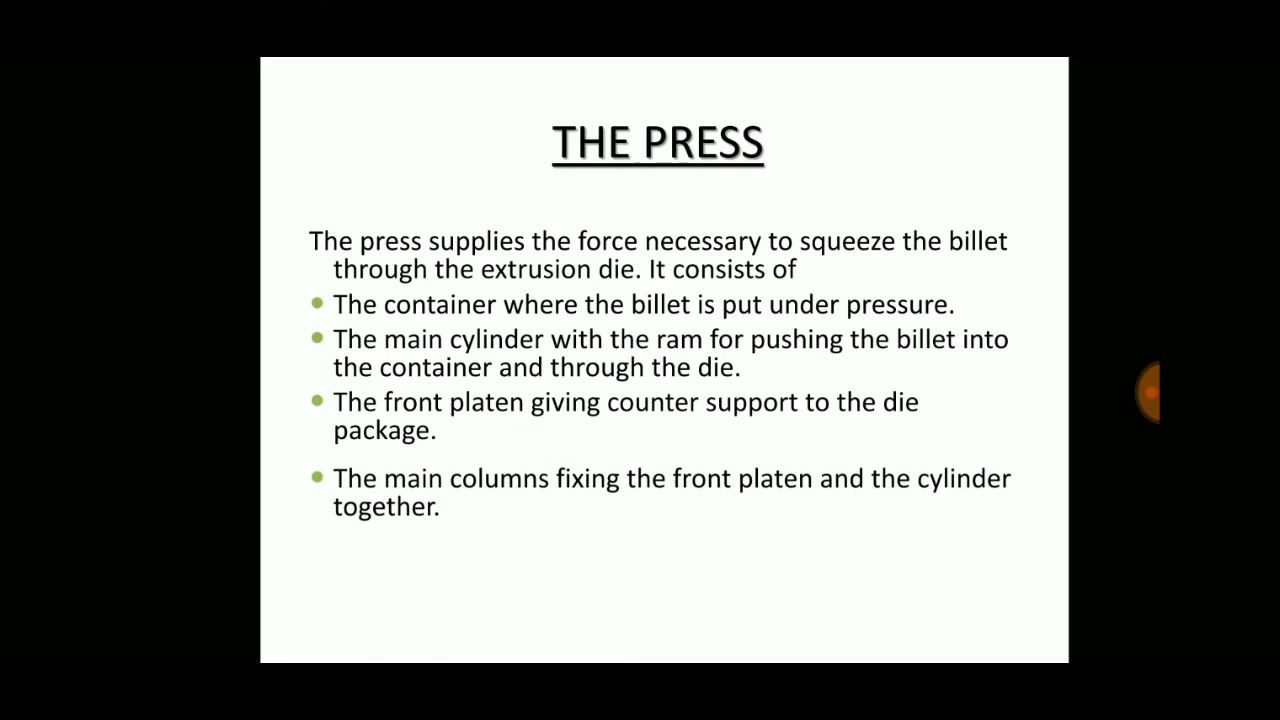 THE PRESS
The press supplies the force necessary to squeeze the billet
through the extrusion die. It consists of
• The container where the billet is put under pressure.
• The main cylinder with the ram for pushing the billet into
the container and through the die.
• The front platen giving counter support to the die
package.
• The main columns fixing the front platen and the cylinder
together.